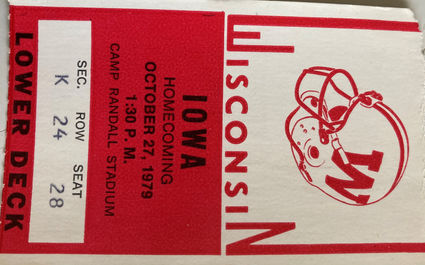 W
WISCONSIN
IOWA
HOMECOMING
OCTOBER 27, 1979
1:30 P.M.
CAMP RANDALL STADIUM
SEC. ROW SEAT
K 24 28
LOWER DECK